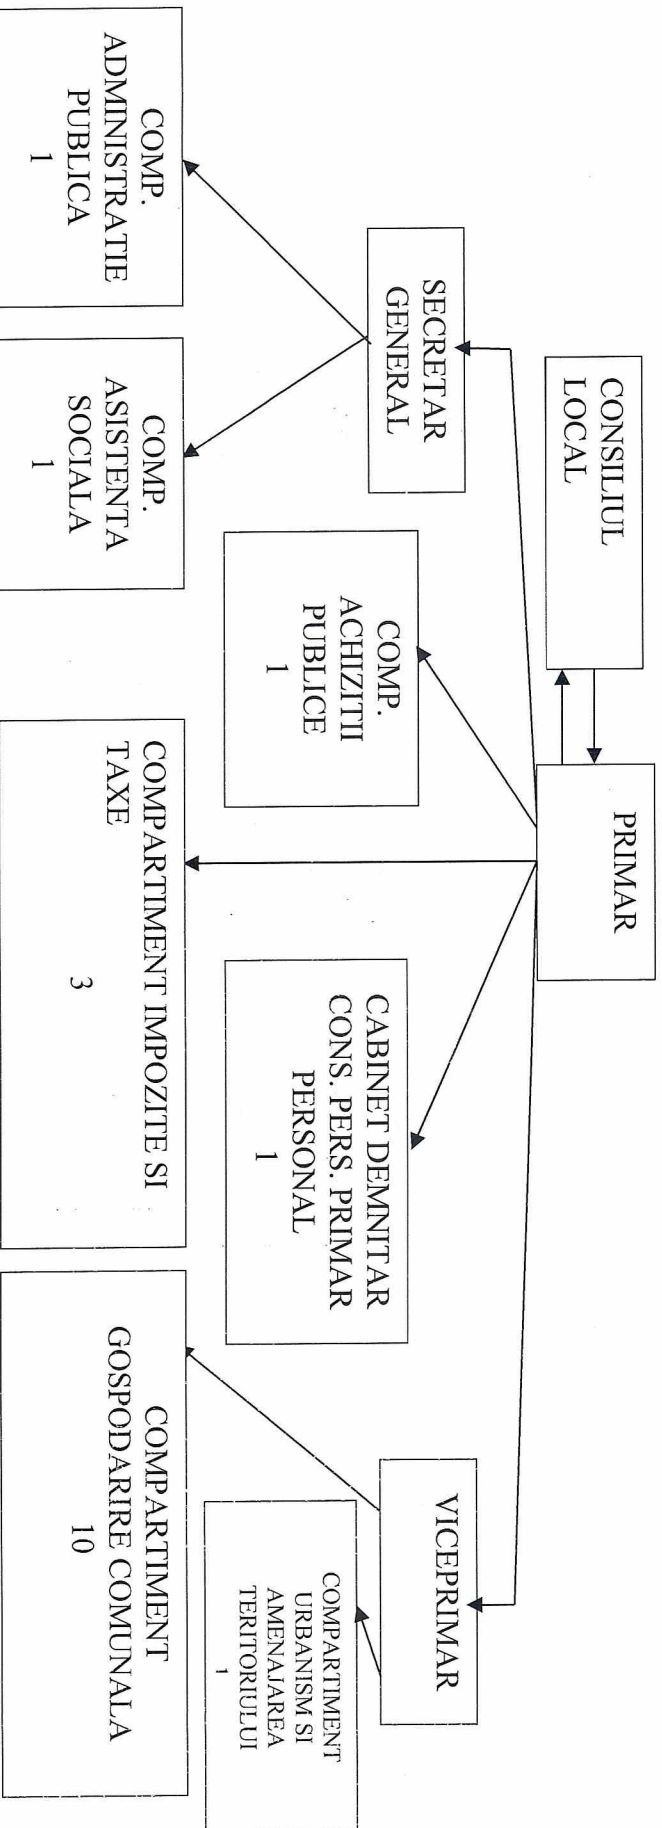 CONSILIUL
LOCAL
PRIMAR
SECRETAR
GENERAL
VICEPRIMAR
COMP.
ACHIZITII
PUBLICE
1
CABINET DEMNITAR
CONS. PERS. PRIMAR
PERSONAL
1
COMPARTIMENT
URBANISM SI
AMENAJAREA
TERITORIULUI
1
COMP.
ADMINISTRATIE
PUBLICA
1
COMP.
ASISTENTA
SOCIALA
1
COMPARTIMENT IMPOZITE SI
TAXE
3
COMPARTIMENT
GOSPODARIRE COMUNALA
10